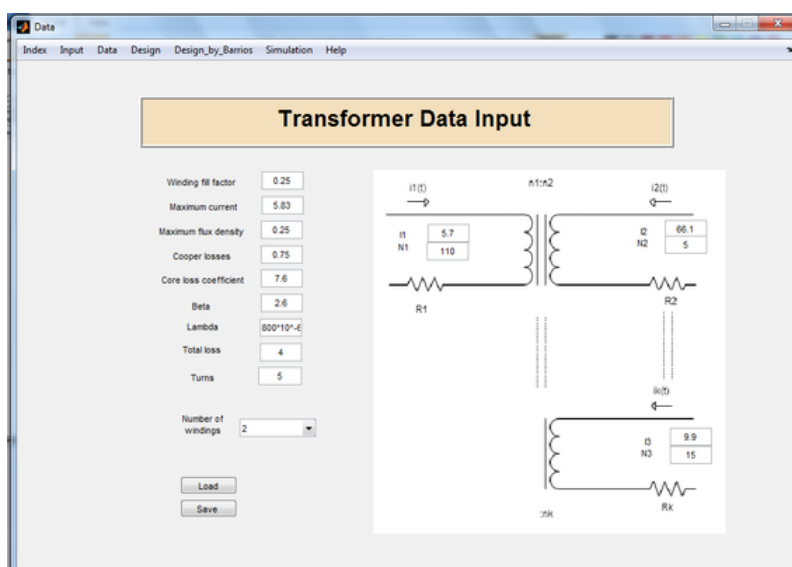 Data
Index Input Data Design Design_by_Barrios Simulation Help
Transformer Data Input
Winding fill factor 0.25
Maximum current 5.83
Maximum flux density 0.25
Cooper losses 0.75
Core loss coefficient 7.6
Beta 2.6
Lambda 800*10^-6
Total loss 4
Turns 5
Number of
windings 2
Load
Save
i1(t) n1:n2 i2(t)
I1 5.7
N1 110
I2 66.1
N2 5
R1
R2
ik(t)
I3 9.9
N3 15
:nk
Rk